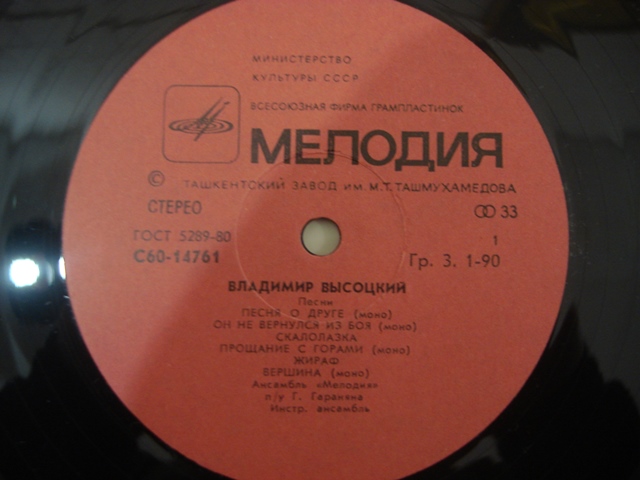 МИНИСТЕРСТВО
КУЛЬТУРЫ СССР
ВСЕСОЮЗНАЯ ФИРМА ГРАМПЛАСТИНОК
МЕЛОДИЯ
© ТАШКЕНТСКИЙ ЗАВОД ИМ. М.Т. ТАШМУХАМЕДОВА
СТЕРЕО 33
ГОСТ 5289-80 1
С60-14761 Гр. 3. 1-90
ВЛАДИМИР ВЫСОЦКИЙ
Песни
ПЕСНЯ О ДРУГЕ (моно)
ОН НЕ ВЕРНУЛСЯ ИЗ БОЯ (моно)
СКАЛОЛАЗКА
ПРОЩАНИЕ С ГОРАМИ (моно)
ЖИРАФ
ВЕРШИНА (моно)
Ансамбль «Мелодия»
п/у Г. Гараняна
Инстр. ансамбль